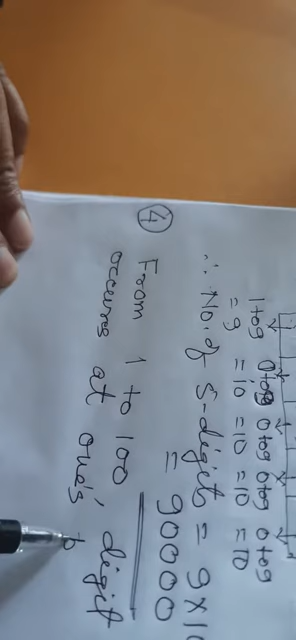 1 to 9 0 to 9 0 to 9 0 to 9 0 to 9
= 9 = 10 = 10 = 10 = 10
∴ No. of 5-digit = 9 × 10
= 90000
④ From 1 to 100 digit
occurs at one's p